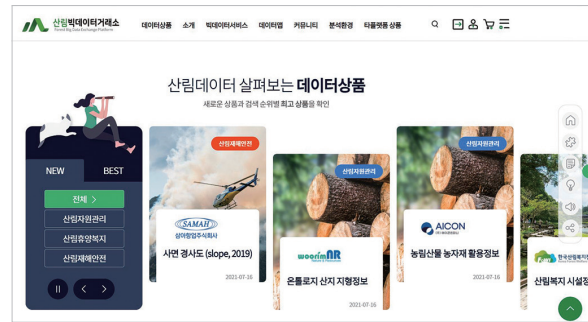 산림빅데이터거래소
Forest Big Data Exchange Platform
데이터상품 소개 빅데이터서비스 데이터맵 커뮤니티 분석환경 타플랫폼 상품
산림데이터 살펴보는 데이터상품
새로운 상품과 검색 순위별 최고 상품을 확인
NEW BEST
전체 >
산림자원관리
산림휴양복지
산림재해안전
산림재해안전
SAMAH
삼아항업주식회사
사면 경사도 (slope, 2019)
2021-07-16
산림자원관리
woorimNR
온톨로지 산지 지형정보
2021-07-16
산림자원관리
AICON
농림산물 농자재 활용정보
2021-07-16
한국산림복지진
산림복지 시설정